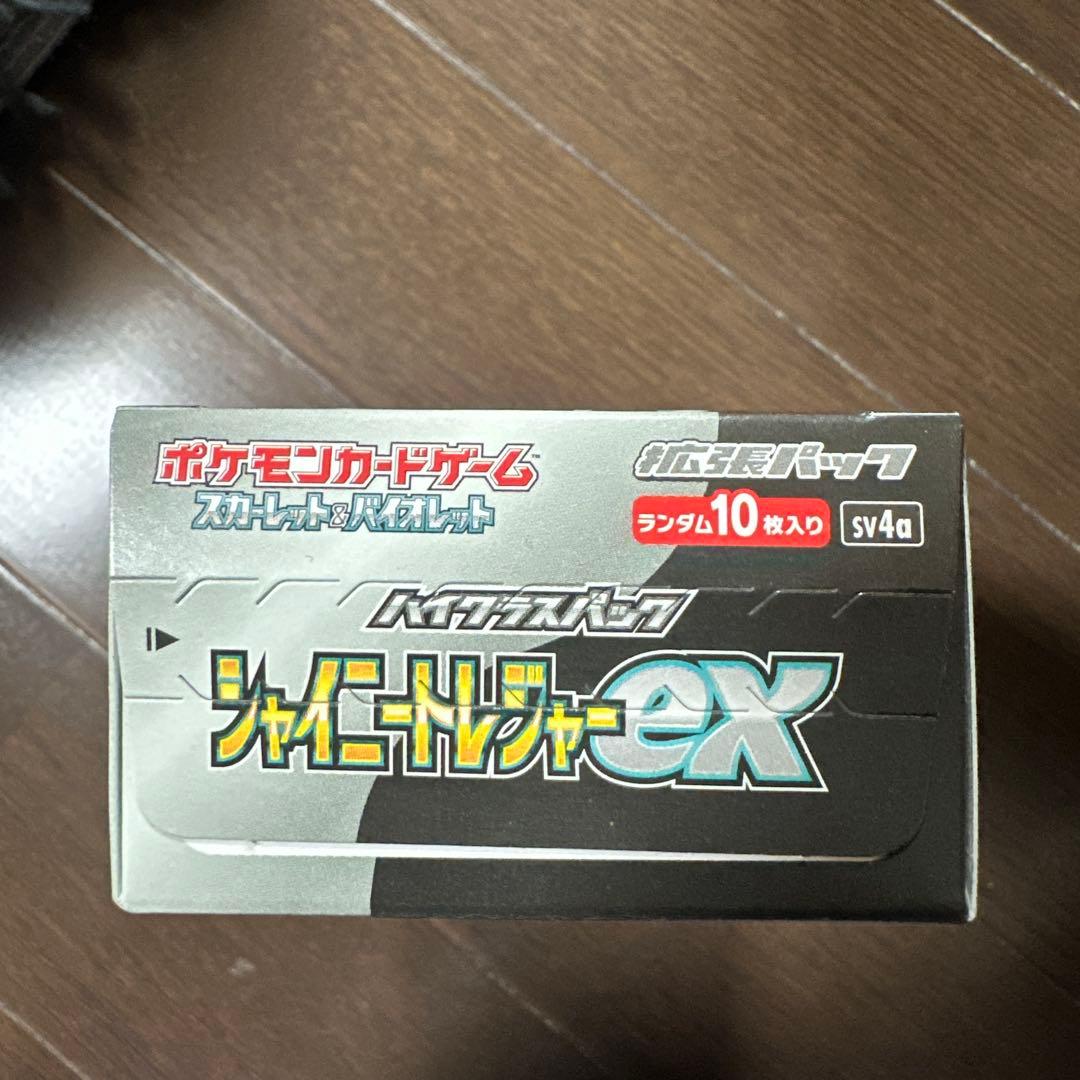 ポケモンカードゲーム™
スカーレット&バイオレット
拡張パック
ランダム10枚入り
sv4a
ハイクラスパック
シャイニートレジャーex